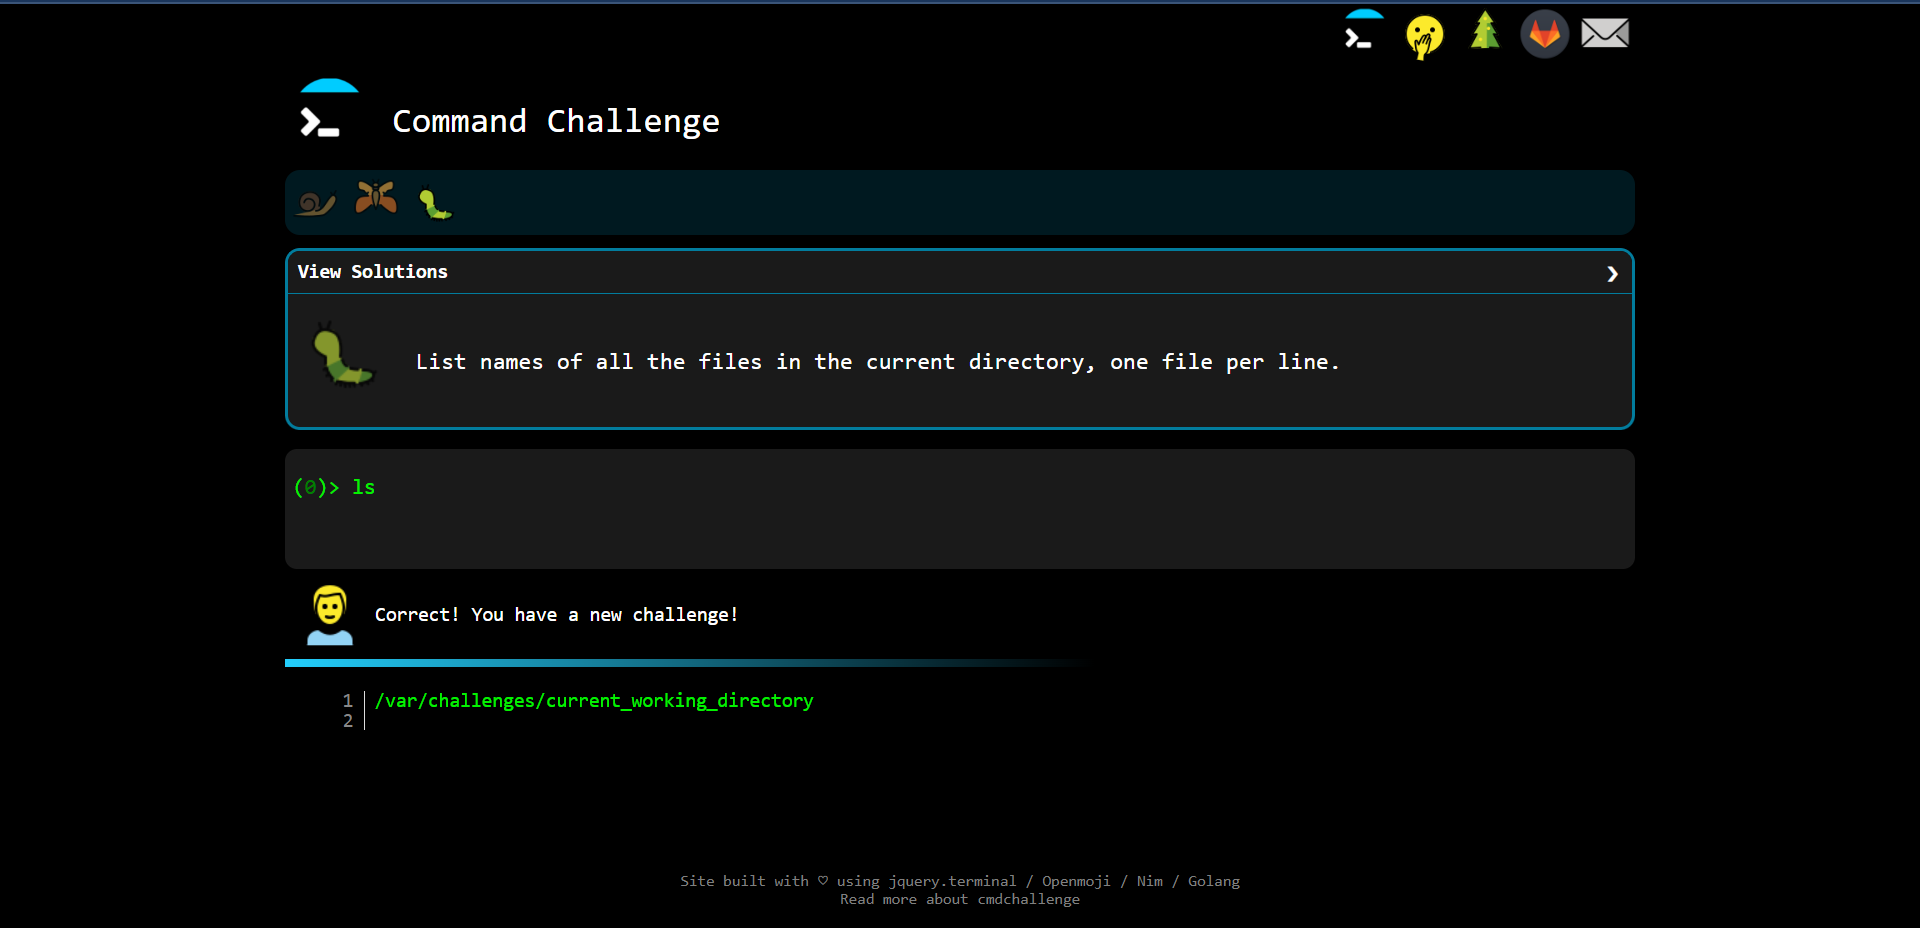 Command Challenge
View Solutions
List names of all the files in the current directory, one file per line.
(0)> ls
Correct! You have a new challenge!
1 /var/challenges/current_working_directory
2
Site built with ♡ using jquery.terminal / Openmoji / Nim / Golang
Read more about cmdchallenge